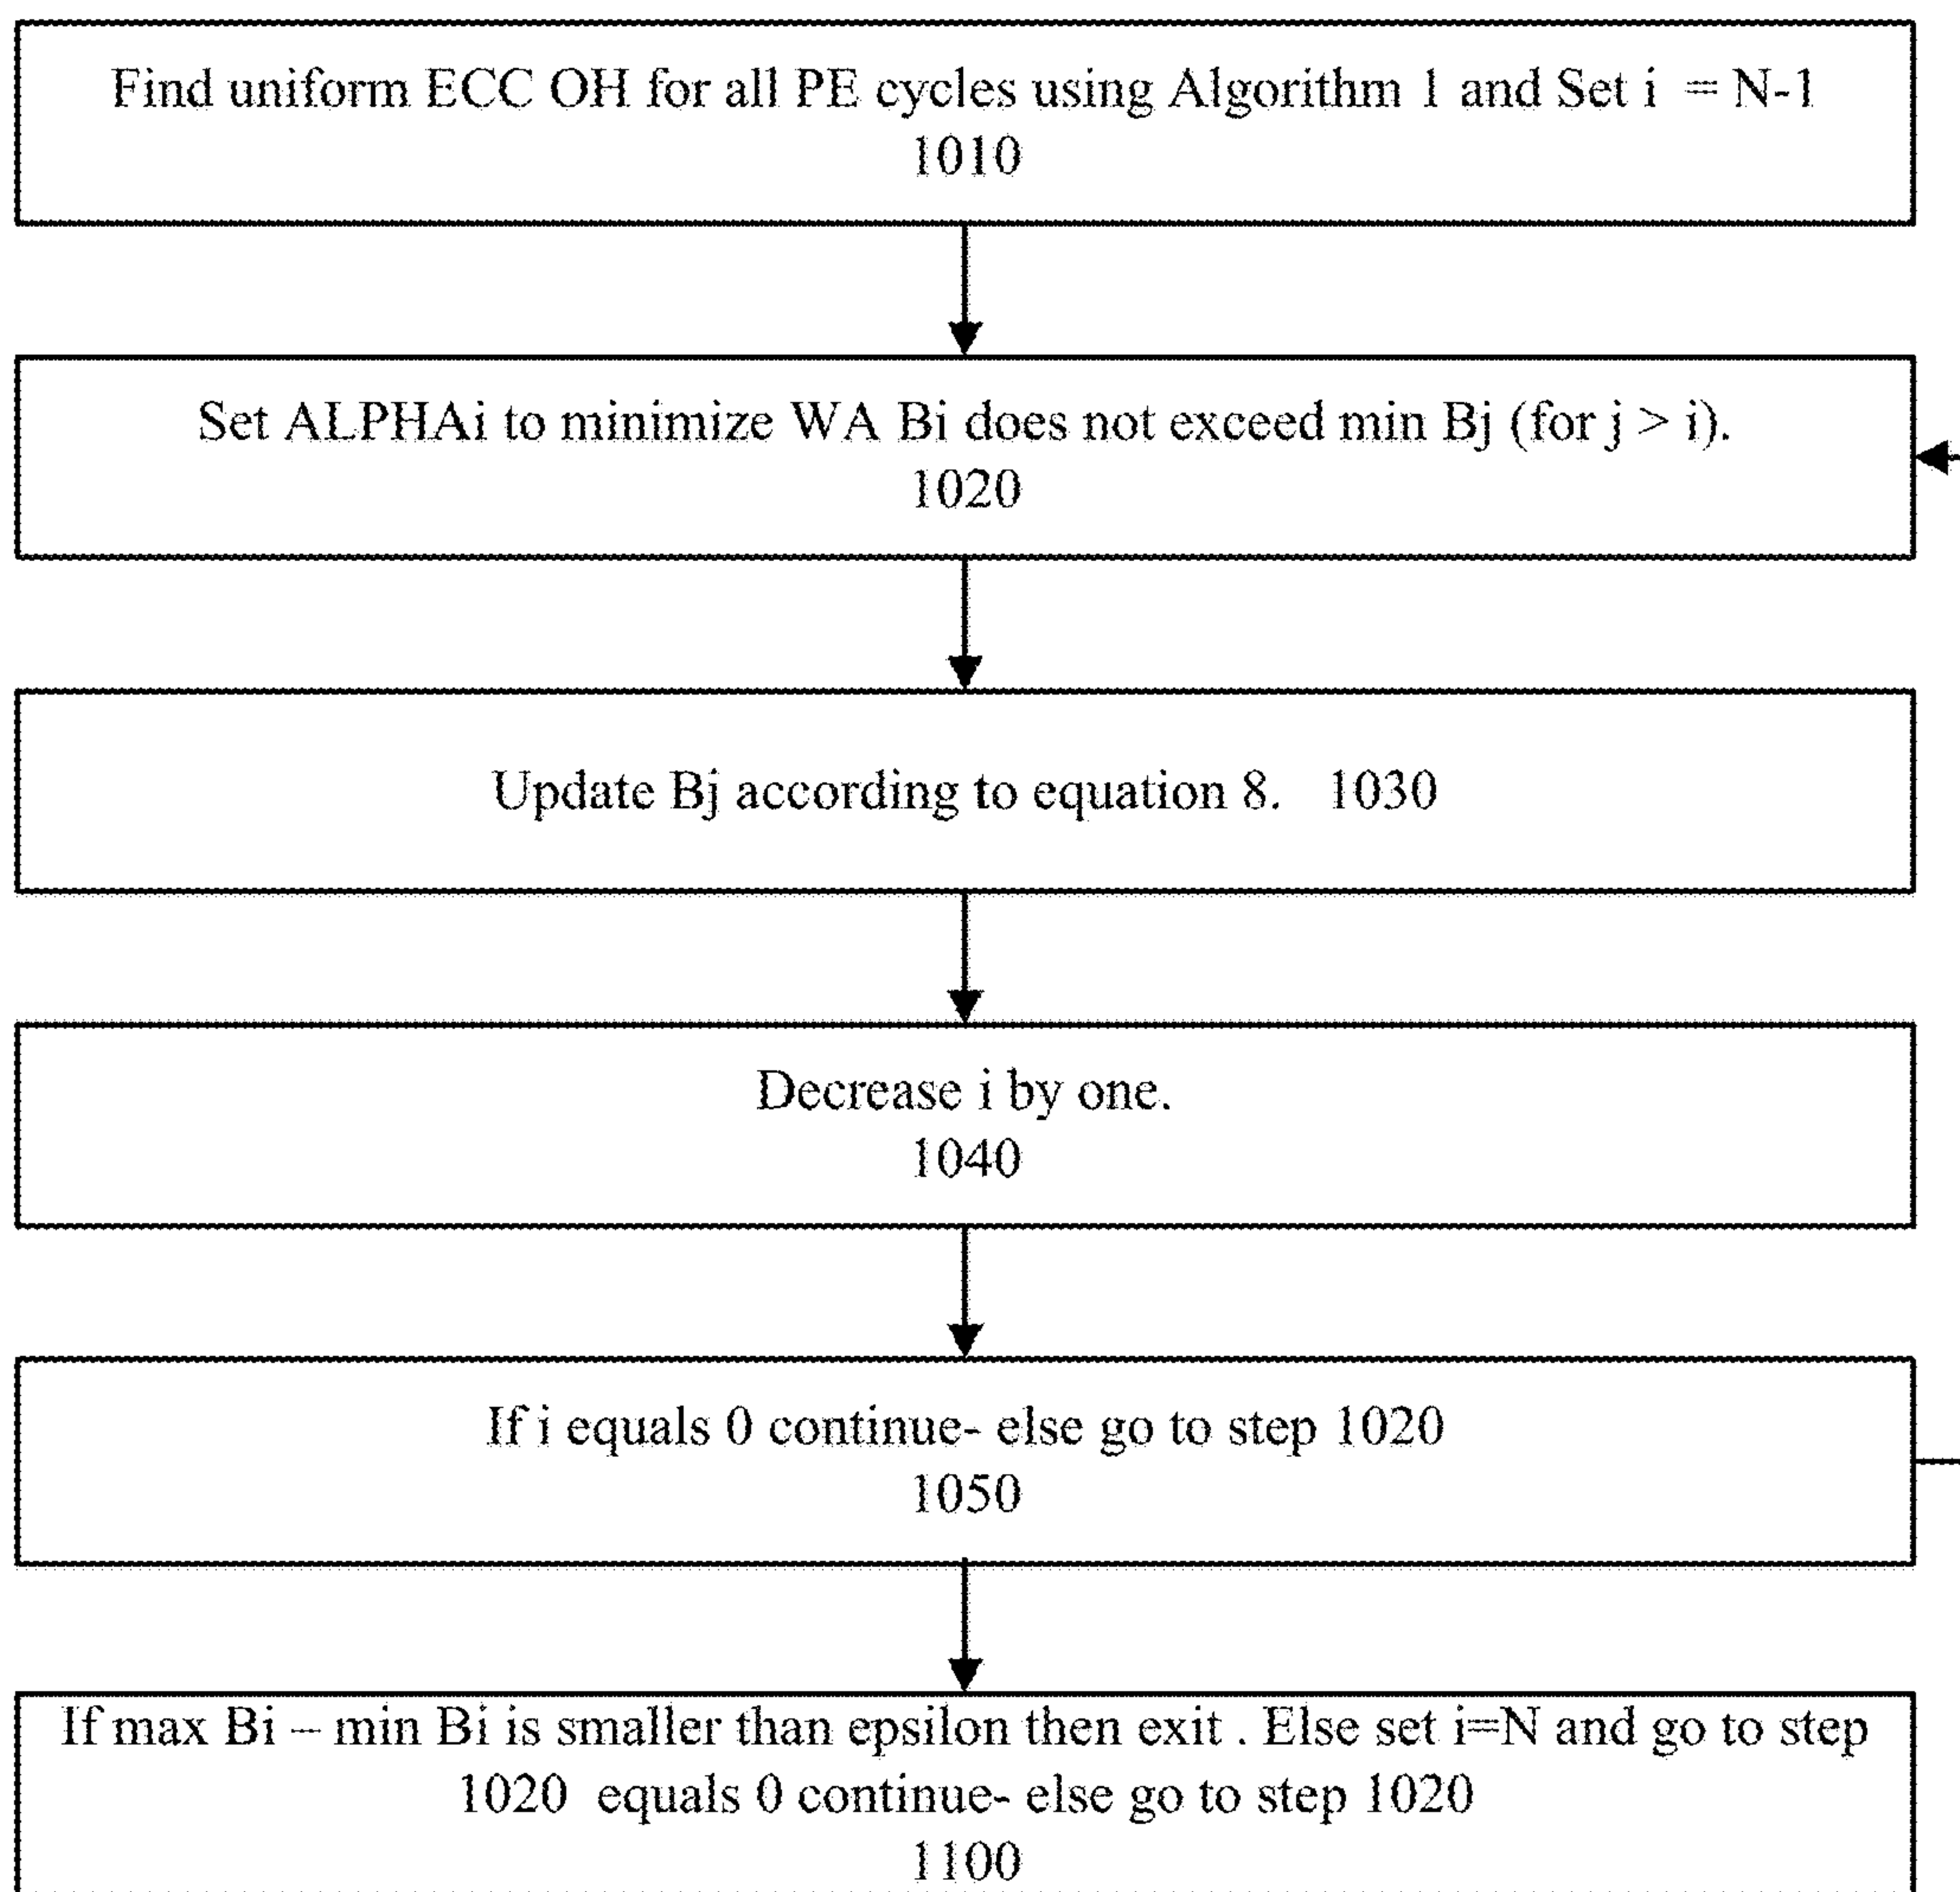 Find uniform ECC OH for all PE cycles using Algorithm 1 and Set i = N-1
1010
Set ALPHAi to minimize WA Bi does not exceed min Bj (for j > i).
1020
Update Bj according to equation 8. 1030
Decrease i by one.
1040
If i equals 0 continue- else go to step 1020
1050
If max Bi – min Bi is smaller than epsilon then exit . Else set i=N and go to step
1020 equals 0 continue- else go to step 1020
1100